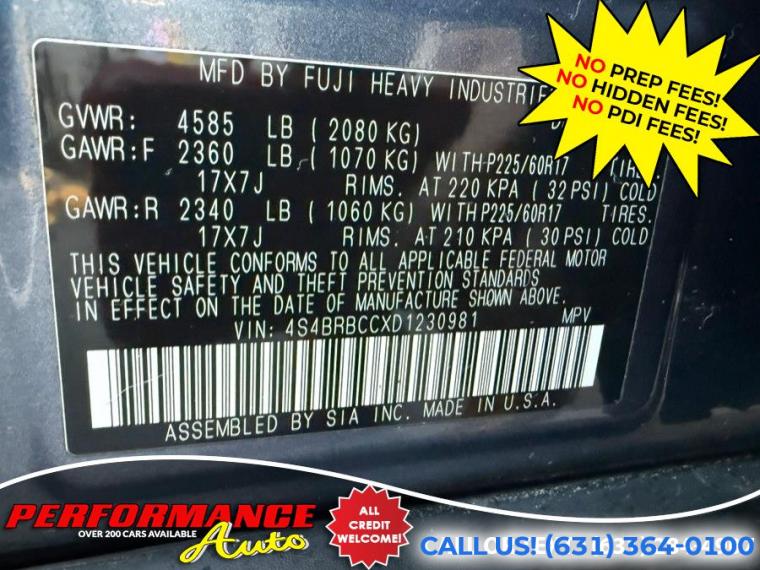 MFD BY FUJI HEAVY INDUSTRIE
NO PREP FEES!
NO HIDDEN FEES!
NO PDI FEES!
GVWR: 4585 LB ( 2080 KG)
GAWR:F 2360 LB ( 1070 KG) WITH P225/60R17 TIRES.
17X7J RIMS. AT 220 KPA ( 32 PSI) COLD
GAWR:R 2340 LB ( 1060 KG) WITH P225/60R17 TIRES.
17X7J RIMS. AT 210 KPA ( 30 PSI) COLD
THIS VEHICLE CONFORMS TO ALL APPLICABLE FEDERAL MOTOR
VEHICLE SAFETY AND THEFT PREVENTION STANDARDS
IN EFFECT ON THE DATE OF MANUFACTURE SHOWN ABOVE.
VIN: 4S4BRBCCXD1230981 MPV
ASSEMBLED BY SIA INC. MADE IN U.S.A.
PERFORMANCE
OVER 200 CARS AVAILABLE
Auto
ALL
CREDIT
WELCOME!
CALL US! (631) 364-0100